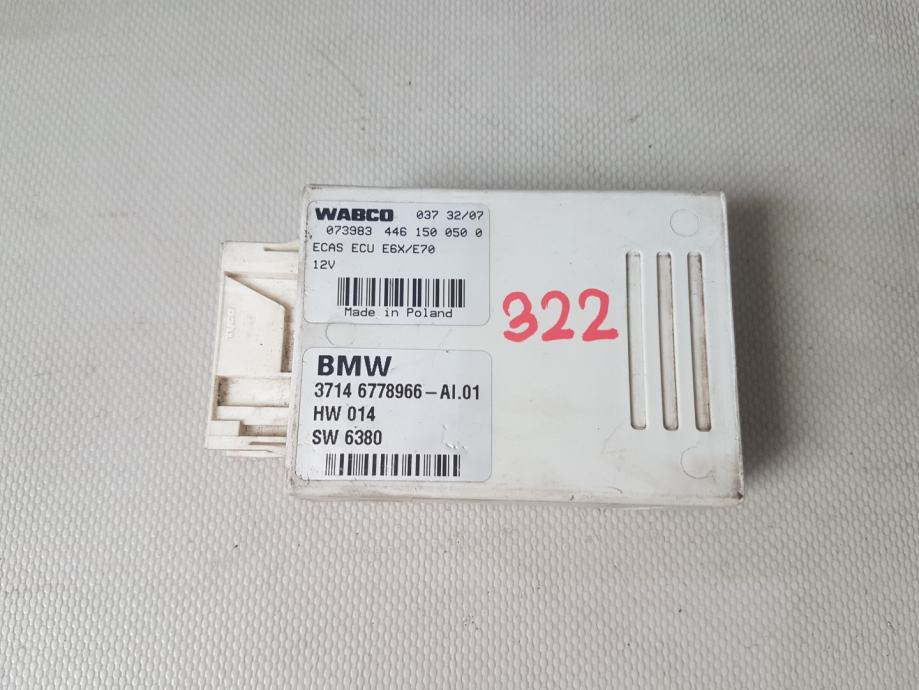 WABCO 037 32/07
073983 446 150 050 0
ECAS ECU E6X/E70
12V
Made in Poland
322
BMW
3714 6778966-AI.01
HW 014
SW 6380
tyco